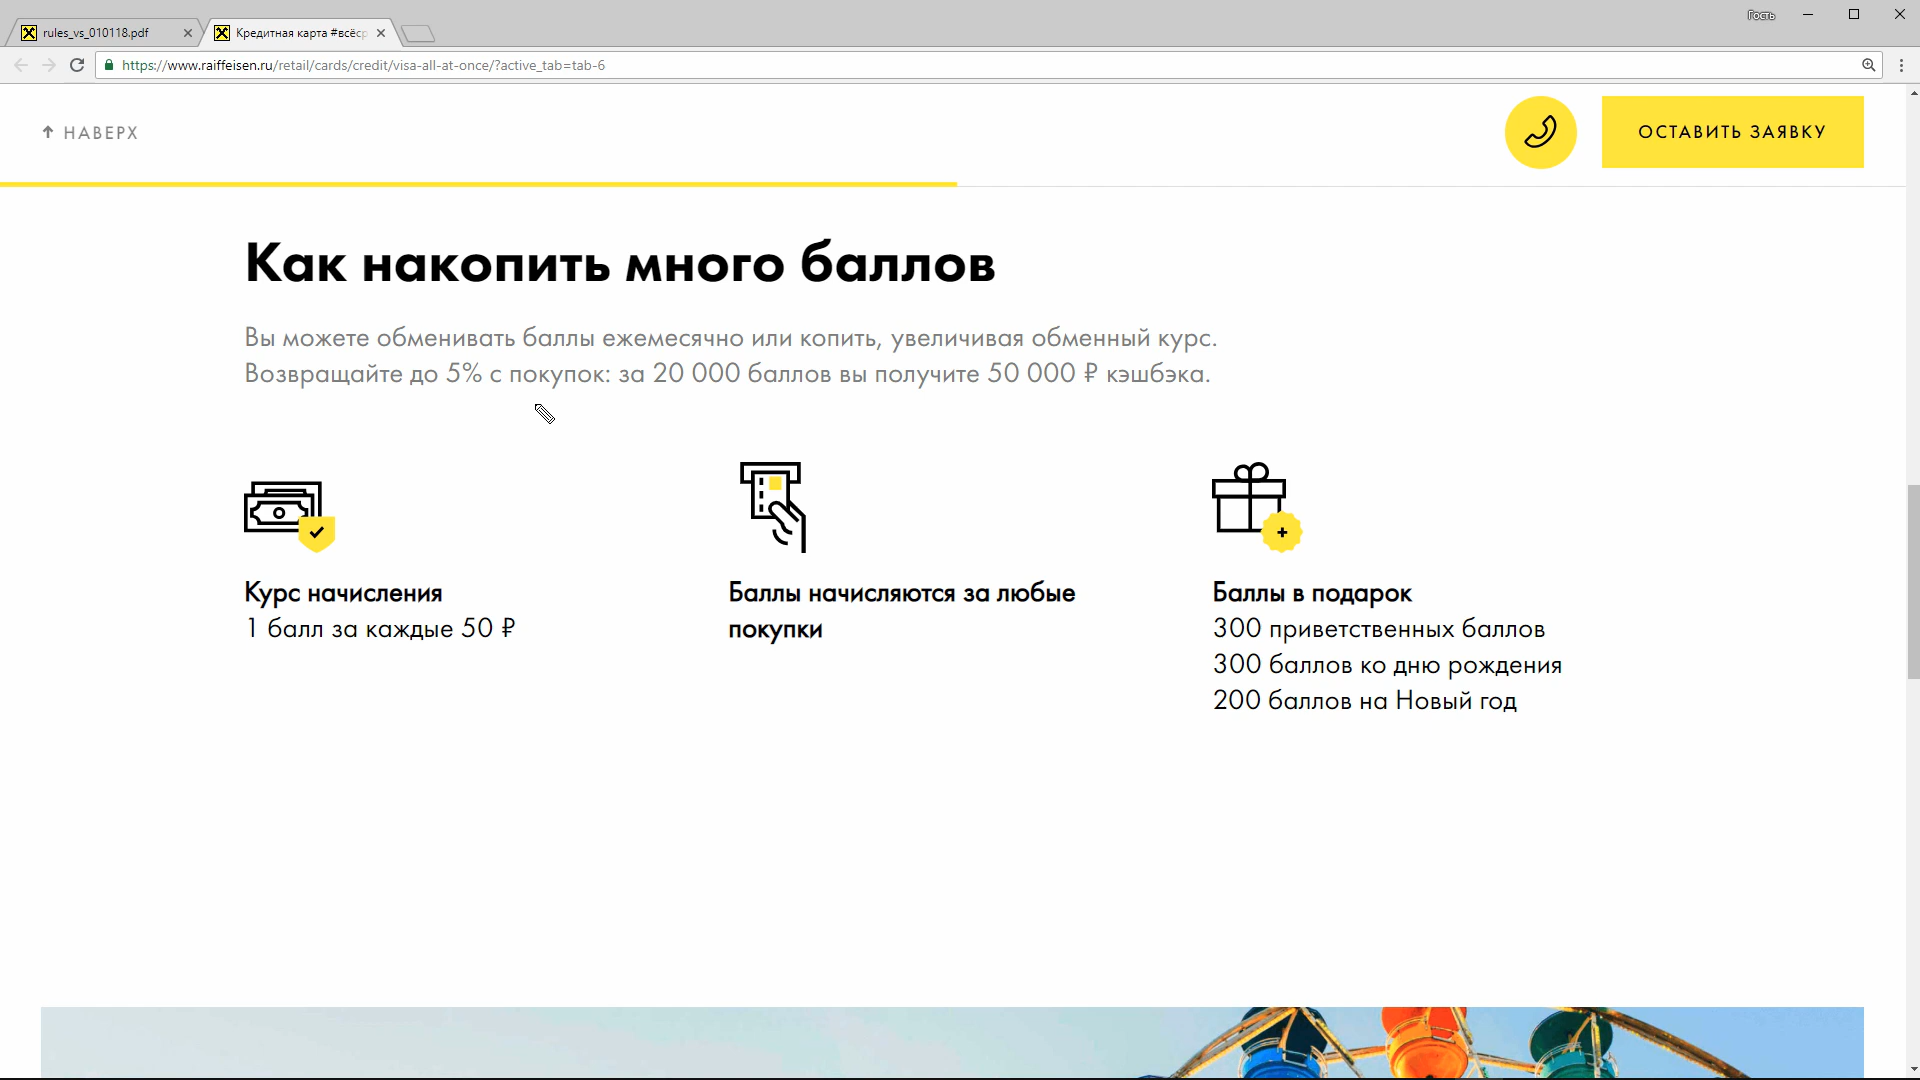 Гость
rules_vs_010118.pdf
Кредитная карта #всёср
https://www.raiffeisen.ru/retail/cards/credit/visa-all-at-once/?active_tab=tab-6
НАВЕРХ
ОСТАВИТЬ ЗАЯВКУ
Как накопить много баллов
Вы можете обменивать баллы ежемесячно или копить, увеличивая обменный курс.
Возвращайте до 5% с покупок: за 20 000 баллов вы получите 50 000 ₽ кэшбэка.
Курс начисления
1 балл за каждые 50 ₽
Баллы начисляются за любые
покупки
Баллы в подарок
300 приветственных баллов
300 баллов ко дню рождения
200 баллов на Новый год